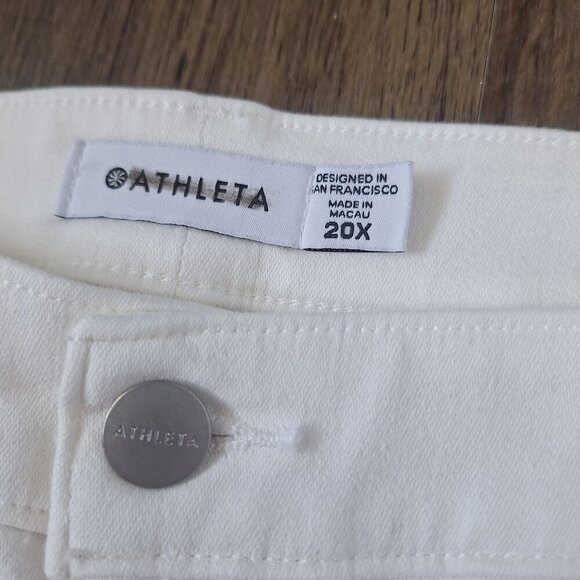 ATHLETA
DESIGNED IN
SAN FRANCISCO
MADE IN
MACAU
20X
ATHLETA